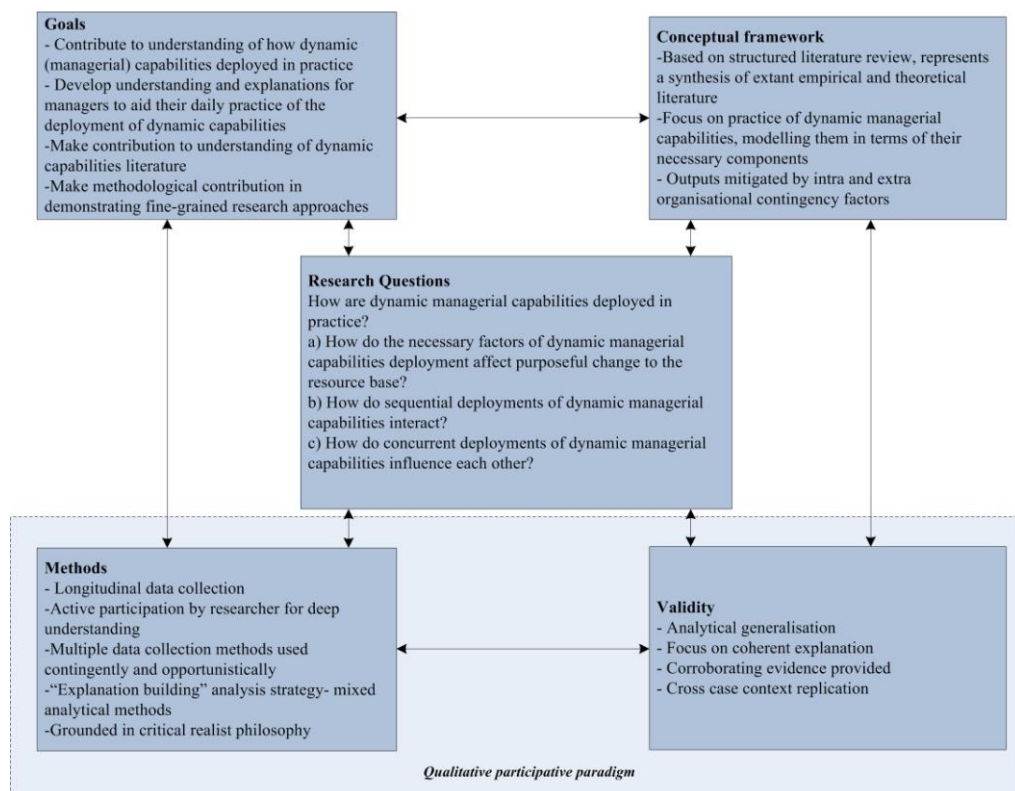 Goals
- Contribute to understanding of how dynamic
(managerial) capabilities deployed in practice
- Develop understanding and explanations for
managers to aid their daily practice of the
deployment of dynamic capabilities
-Make contribution to understanding of dynamic
capabilities literature
-Make methodological contribution in
demonstrating fine-grained research approaches
Conceptual framework
-Based on structured literature review, represents
a synthesis of extant empirical and theoretical
literature
-Focus on practice of dynamic managerial
capabilities, modelling them in terms of their
necessary components
- Outputs mitigated by intra and extra
organisational contingency factors
Research Questions
How are dynamic managerial capabilities deployed in
practice?
a) How do the necessary factors of dynamic managerial
capabilities deployment affect purposeful change to the
resource base?
b) How do sequential deployments of dynamic managerial
capabilities interact?
c) How do concurrent deployments of dynamic managerial
capabilities influence each other?
Methods
- Longitudinal data collection
-Active participation by researcher for deep
understanding
-Multiple data collection methods used
contingently and opportunistically
-“Explanation building” analysis strategy- mixed
analytical methods
-Grounded in critical realist philosophy
Validity
- Analytical generalisation
- Focus on coherent explanation
- Corroborating evidence provided
- Cross case context replication
Qualitative participative paradigm